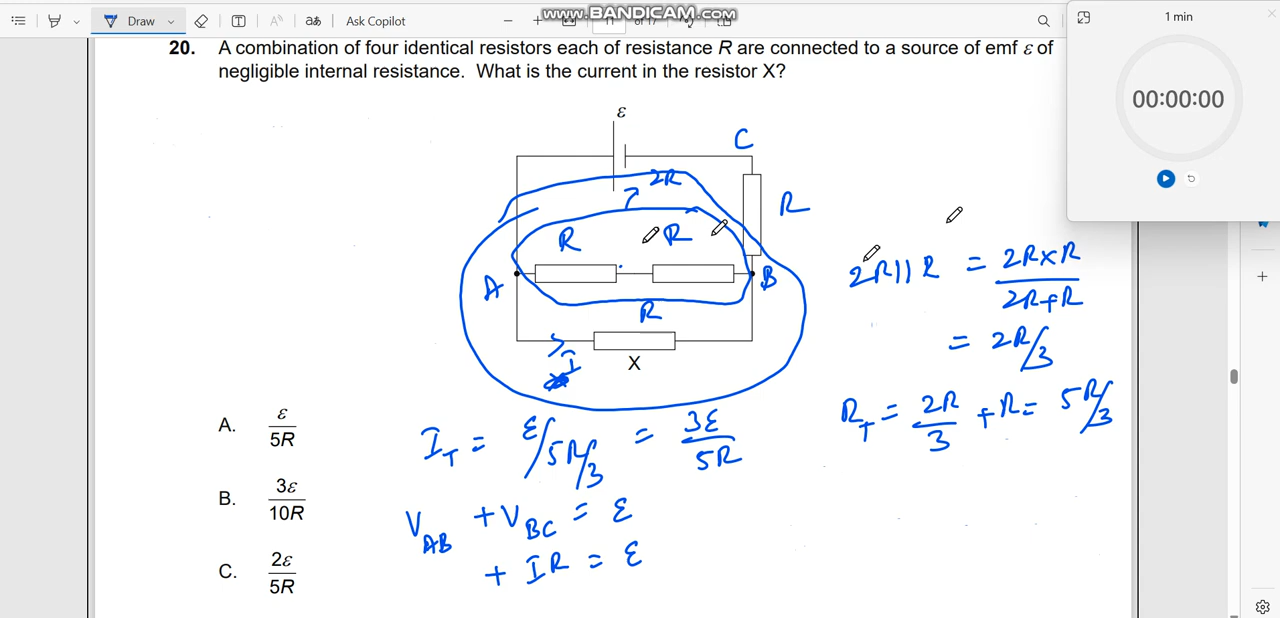 www.BANDICAM.com
Draw
aあ
Ask Copilot
1 min
00:00:00
20. A combination of four identical resistors each of resistance R are connected to a source of emf ε of
negligible internal resistance. What is the current in the resistor X?
ε
C
2R
R
R
R
A
B
R
I
X
2R||R = 2R×R / 2R+R
= 2R/3
R_T = 2R/3 + R = 5R/3
A. ε/5R
B. 3ε/10R
C. 2ε/5R
I_T = ε/5R/3 = 3ε/5R
V_AB + V_BC = ε
+ IR = ε